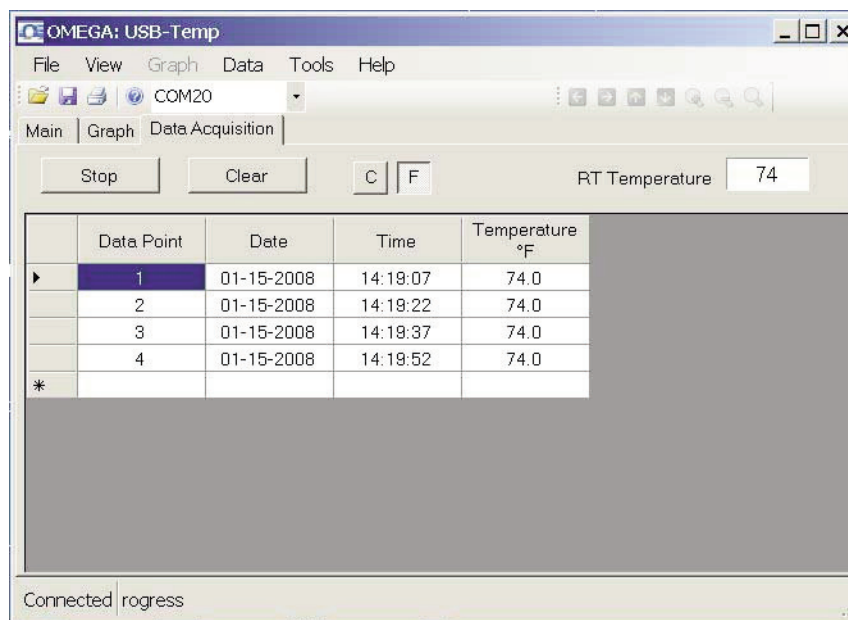 OMEGA: USB-Temp
File View Graph Data Tools Help
COM20
Main Graph Data Acquisition
Stop Clear C F RT Temperature 74
Data Point Date Time Temperature °F
1 01-15-2008 14:19:07 74.0
2 01-15-2008 14:19:22 74.0
3 01-15-2008 14:19:37 74.0
4 01-15-2008 14:19:52 74.0
*
Connected rogress